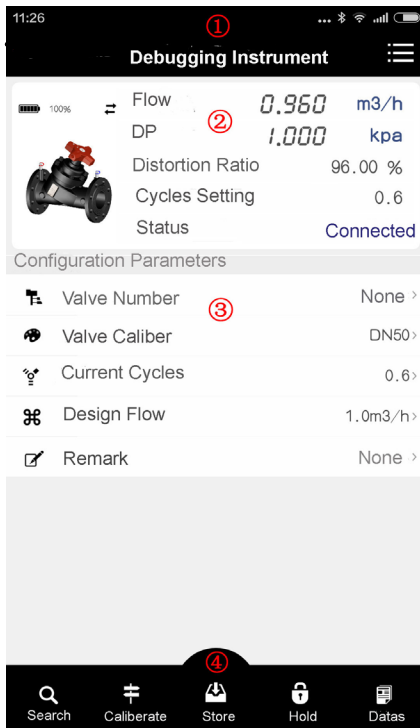 11:26
①
Debugging Instrument
100%
Flow 0.960 m3/h
②
DP 1.000 kpa
Distortion Ratio 96.00 %
Cycles Setting 0.6
Status Connected
Configuration Parameters
Valve Number None
③
Valve Caliber DN50
Current Cycles 0.6
Design Flow 1.0m3/h
Remark None
④
Search Caliberate Store Hold Datas